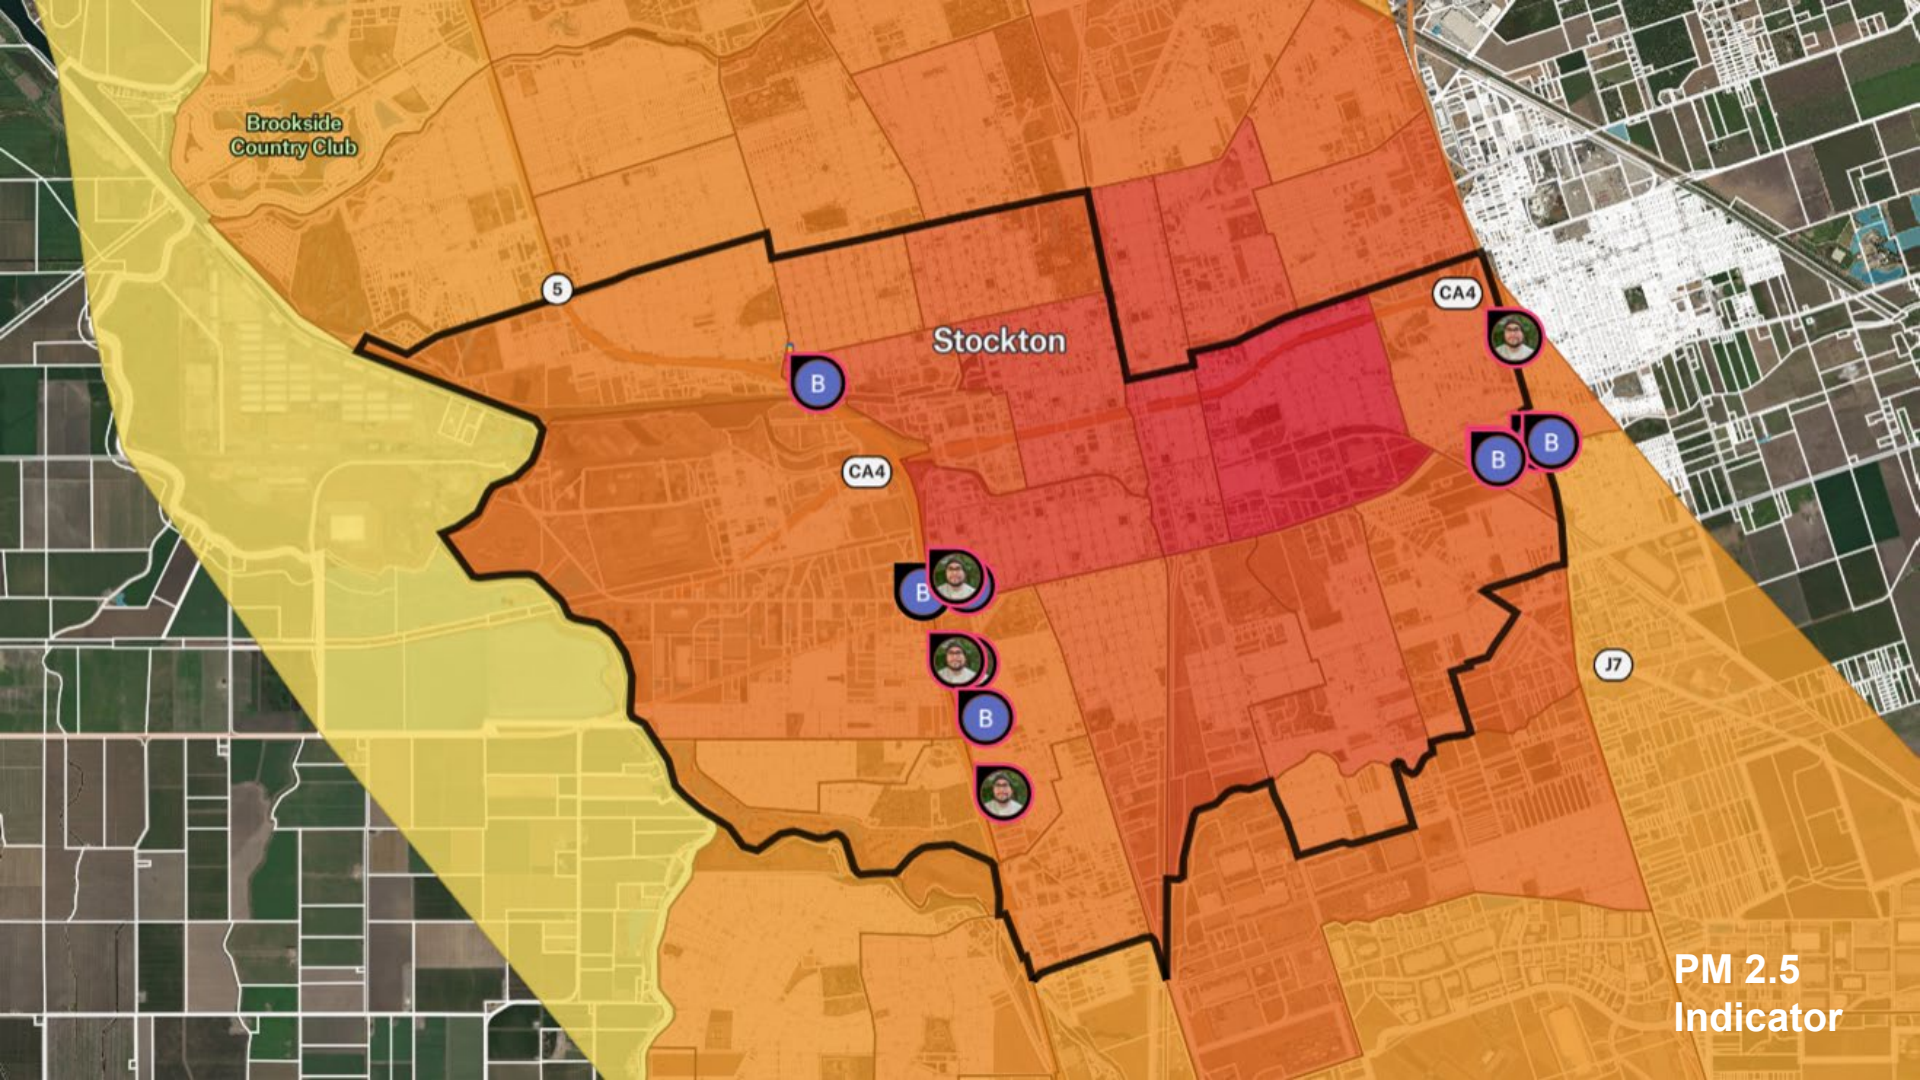 Brookside
Country Club
5
CA4
Stockton
B
CA4
B
B
B
J7
B
PM 2.5
Indicator